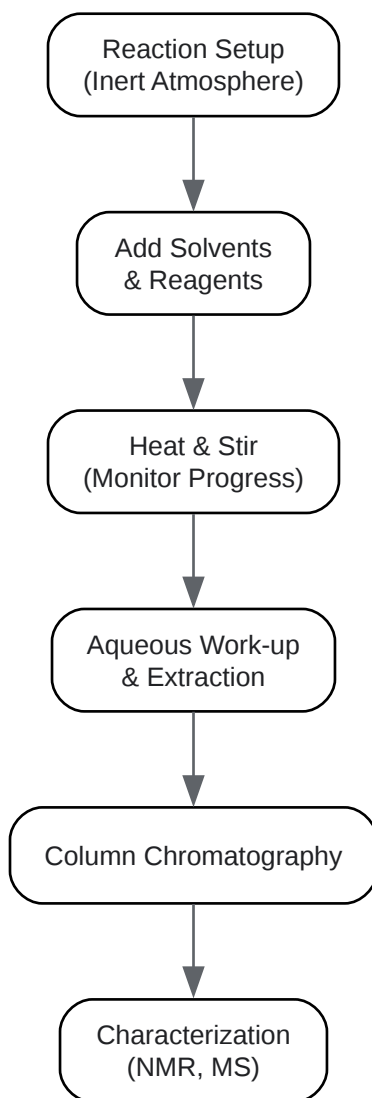 Reaction Setup
(Inert Atmosphere)
Add Solvents
& Reagents
Heat & Stir
(Monitor Progress)
Aqueous Work-up
& Extraction
Column Chromatography
Characterization
(NMR, MS)